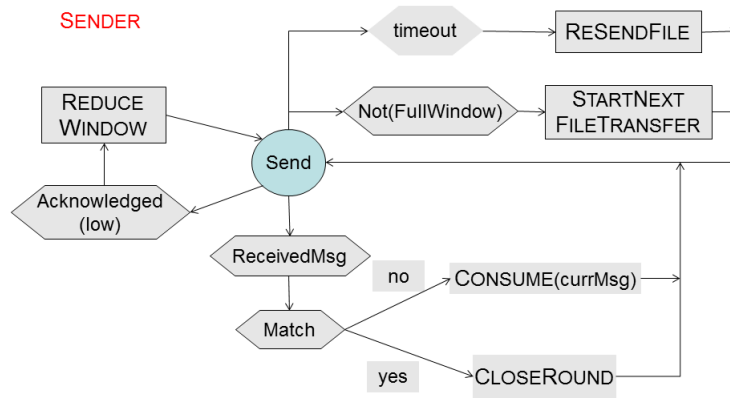 SENDER
timeout
RESENDFILE
REDUCE
WINDOW
Not(FullWindow)
STARTNEXT
FILETRANSFER
Send
Acknowledged
(low)
ReceivedMsg
no
CONSUME(currMsg)
Match
yes
CLOSEROUND